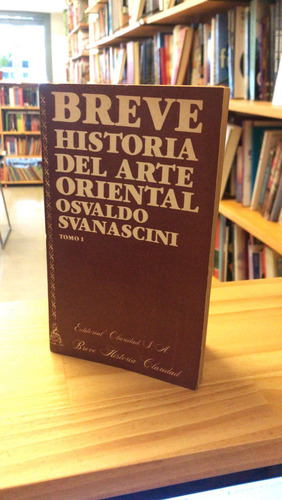 BREVE
HISTORIA
DEL ARTE
ORIENTAL
OSVALDO
SVANASCINI
TOMO I
Editorial Claridad S. A.
Breve Historia Claridad